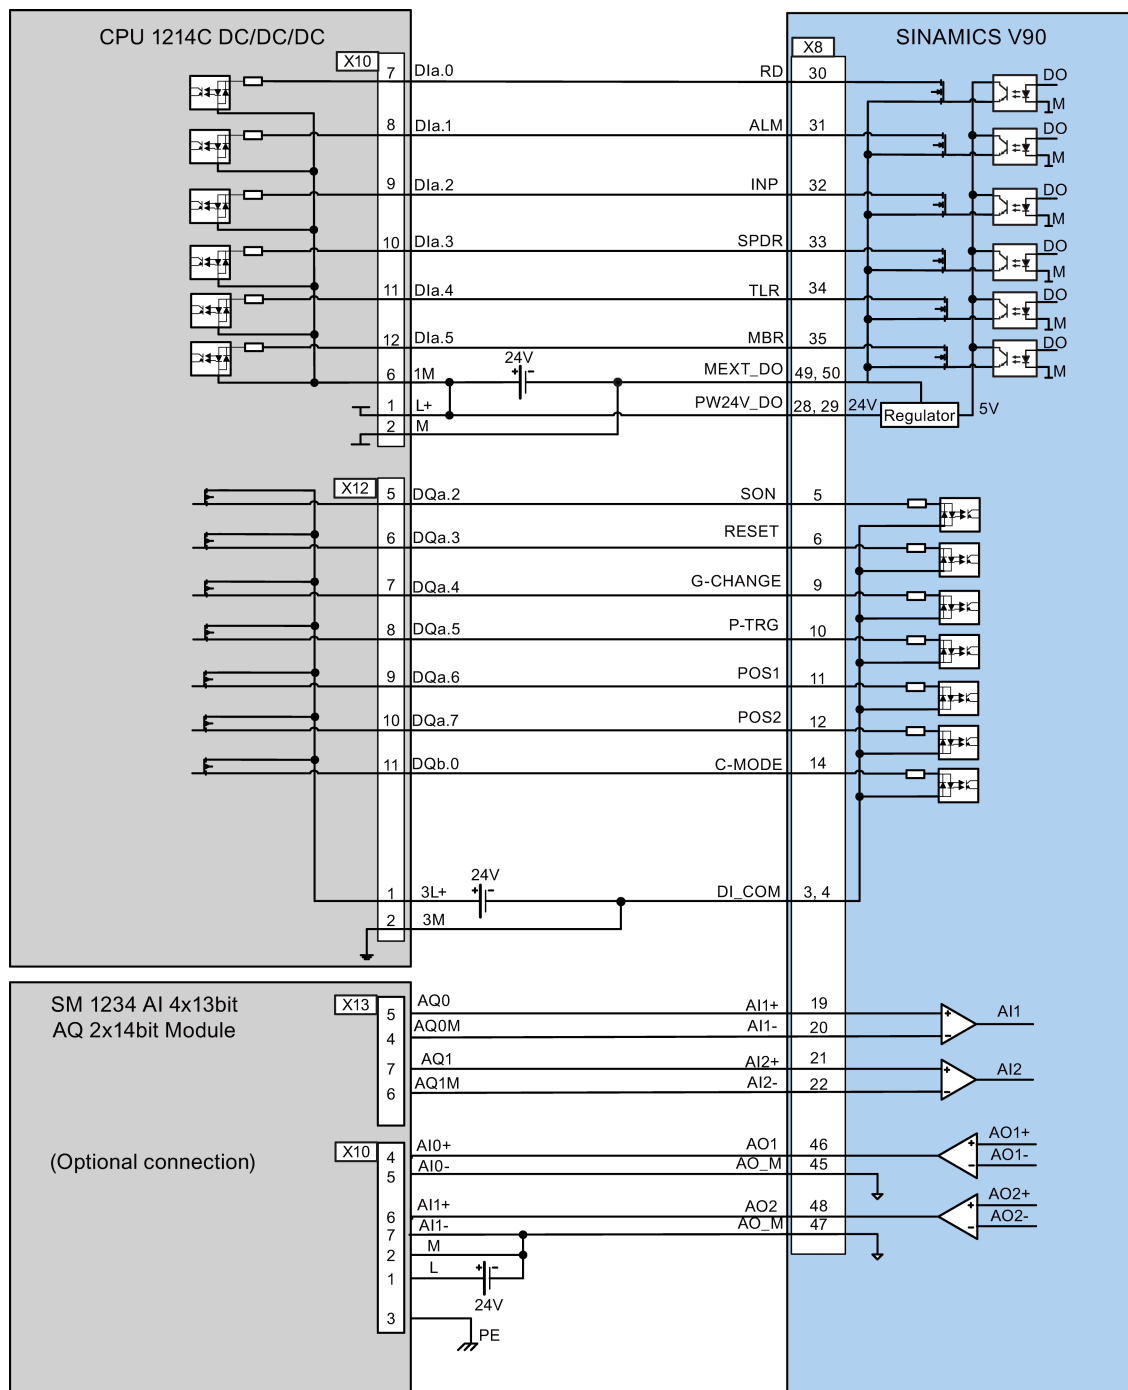 CPU 1214C DC/DC/DC
SINAMICS V90
X10
X8
7 DIa.0 RD 30 DO
M
8 DIa.1 ALM 31 DO
M
9 DIa.2 INP 32 DO
M
10 DIa.3 SPDR 33 DO
M
11 DIa.4 TLR 34 DO
M
12 DIa.5 MBR 35 DO
M
24V
+ -
6 1M MEXT_DO 49, 50
1 L+ PW24V_DO 28, 29 24V Regulator 5V
2 M
X12
5 DQa.2 SON 5
6 DQa.3 RESET 6
7 DQa.4 G-CHANGE 9
8 DQa.5 P-TRG 10
9 DQa.6 POS1 11
10 DQa.7 POS2 12
11 DQb.0 C-MODE 14
24V
+ -
1 3L+ DI_COM 3, 4
2 3M
SM 1234 AI 4x13bit
AQ 2x14bit Module
X13
5 AQ0 AI1+ 19 + AI1
4 AQ0M AI1- 20 -
7 AQ1 AI2+ 21 + AI2
6 AQ1M AI2- 22 -
(Optional connection)
X10
4 AI0+ AO1 46 + AO1+
5 AI0- AO_M 45 - AO1-
6 AI1+ AO2 48 + AO2+
7 AI1- AO_M 47 - AO2-
2 M
1 L + -
24V
3 PE